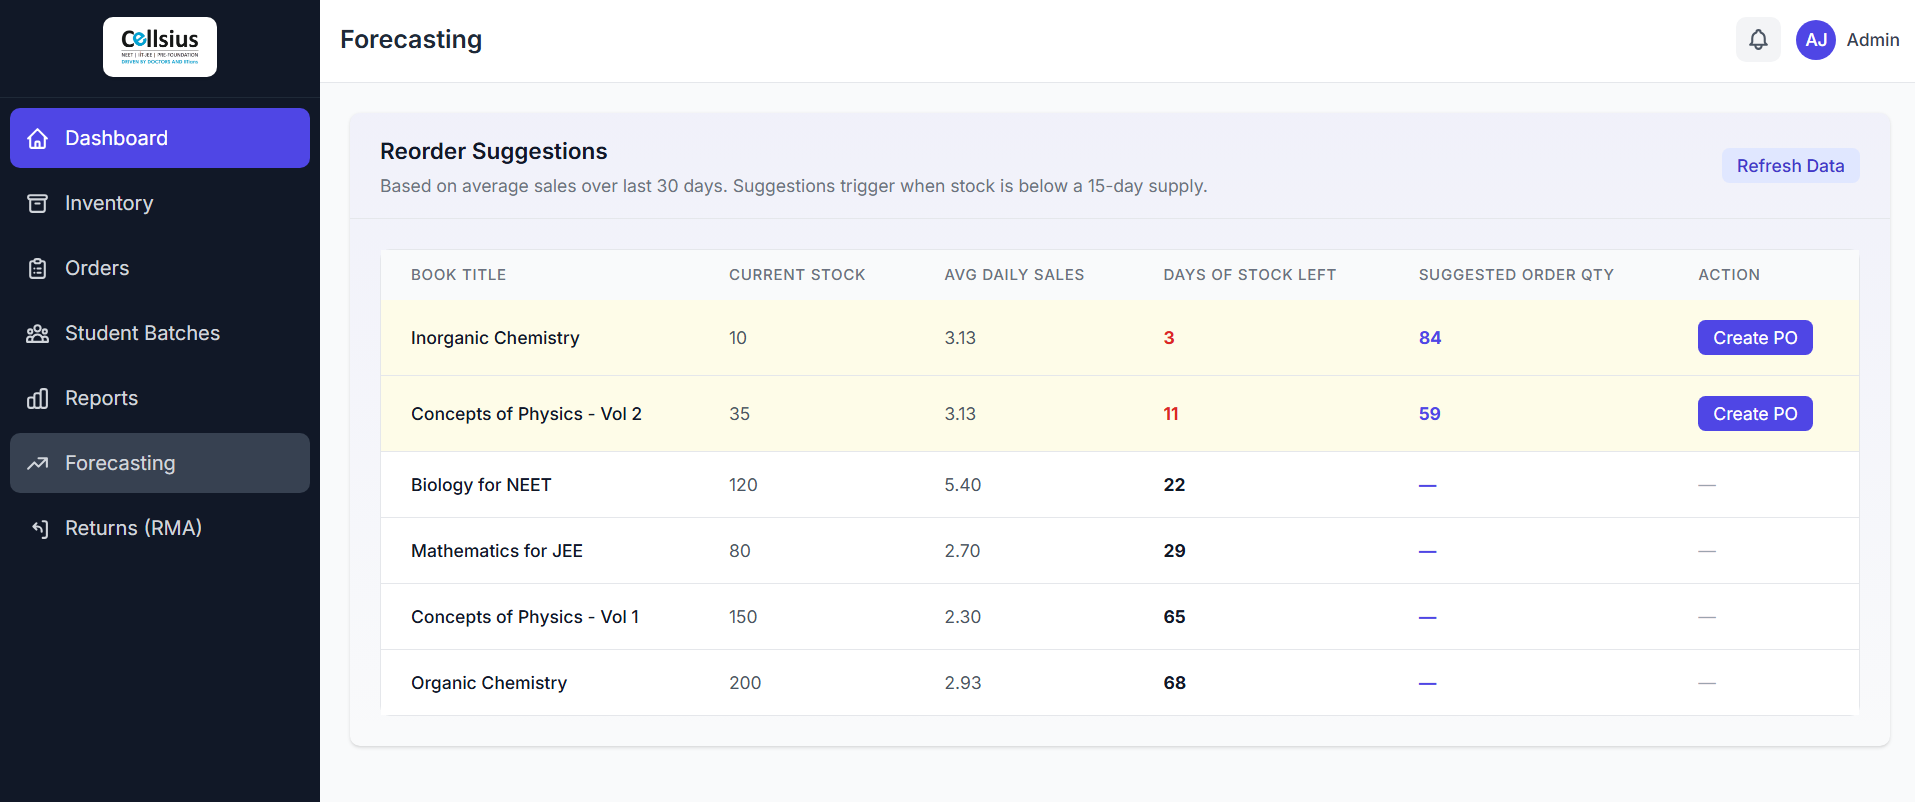 Cellsius
NEET | IIT-JEE | PRE-FOUNDATION
DRIVEN BY DOCTORS AND IITians
Dashboard
Inventory
Orders
Student Batches
Reports
Forecasting
Returns (RMA)
Forecasting
AJ Admin
Reorder Suggestions
Based on average sales over last 30 days. Suggestions trigger when stock is below a 15-day supply.
Refresh Data
BOOK TITLE CURRENT STOCK AVG DAILY SALES DAYS OF STOCK LEFT SUGGESTED ORDER QTY ACTION
Inorganic Chemistry 10 3.13 3 84 Create PO
Concepts of Physics - Vol 2 35 3.13 11 59 Create PO
Biology for NEET 120 5.40 22 — —
Mathematics for JEE 80 2.70 29 — —
Concepts of Physics - Vol 1 150 2.30 65 — —
Organic Chemistry 200 2.93 68 — —